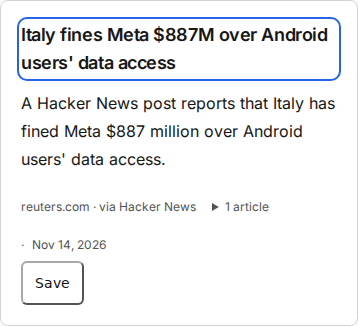 Italy fines Meta $887M over Android
users' data access
A Hacker News post reports that Italy has
fined Meta $887 million over Android
users' data access.
reuters.com · via Hacker News ▶ 1 article
· Nov 14, 2026
Save